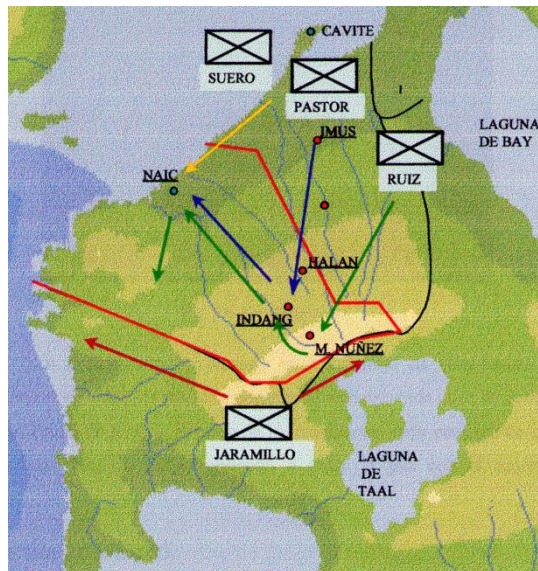 CAVITE
SUERO
PASTOR
IMUS
LAGUNA
DE BAY
RUIZ
NAIC
HALAN
INDANG
M. NUÑEZ
JARAMILLO
LAGUNA
DE
TAAL